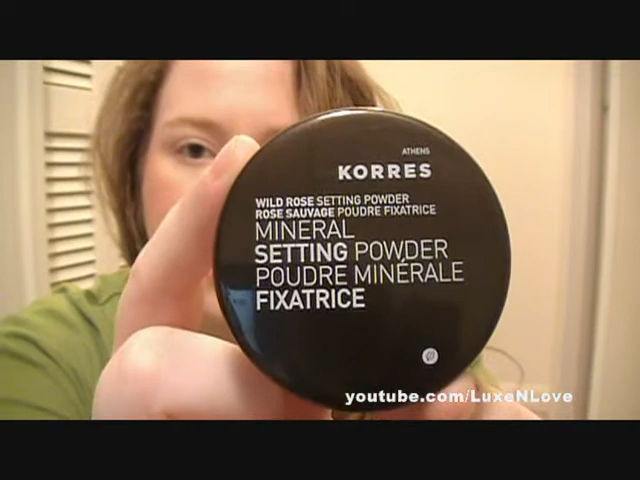 ATHENS
KORRES
WILD ROSE SETTING POWDER
ROSE SAUVAGE POUDRE FIXATRICE
MINERAL
SETTING POWDER
POUDRE MINÉRALE
FIXATRICE
youtube.com/LuxeNLove